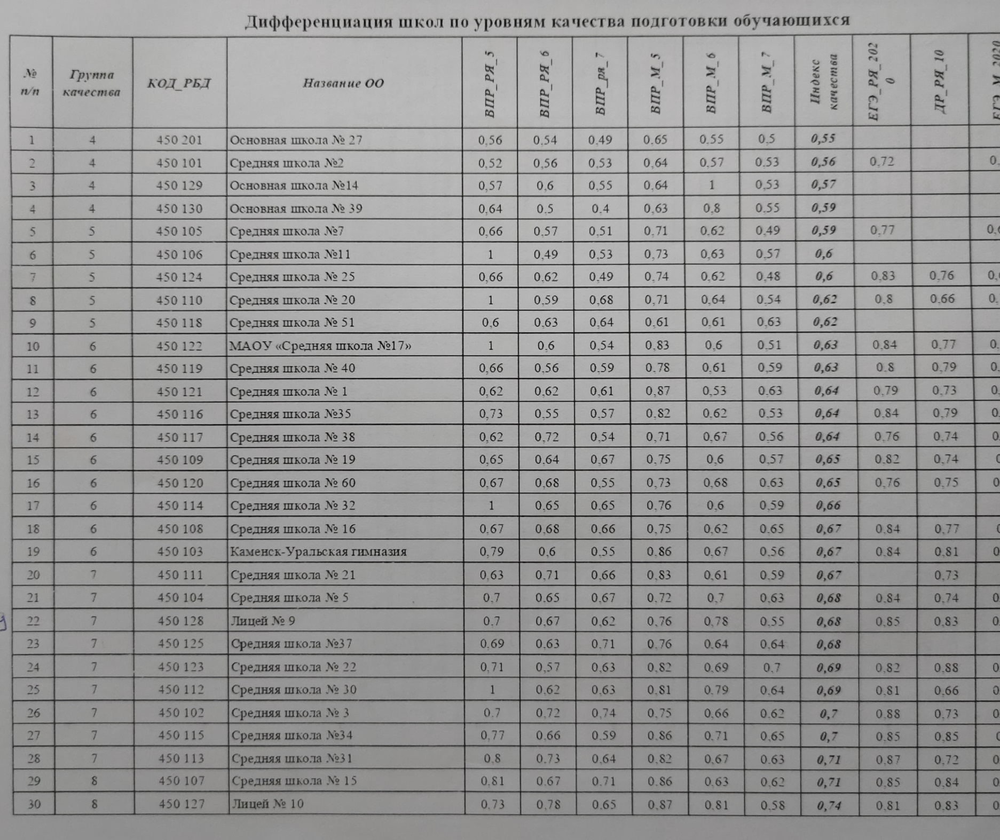 Дифференциация школ по уровням качества подготовки обучающихся
№ п/п Группа качества КОД_РБД Название ОО ВПР_РЯ_5 ВПР_РЯ_6 ВПР_ря_7 ВПР_М_5 ВПР_М_6 ВПР_М_7 Индекс качества ЕГЭ_РЯ_2020 ДР_РЯ_10 ЕГЭ_М_2020
1 4 450 201 Основная школа № 27 0,56 0,54 0,49 0,65 0,55 0,5 0,55
2 4 450 101 Средняя школа №2 0,52 0,56 0,53 0,64 0,57 0,53 0,56 0,72
3 4 450 129 Основная школа №14 0,57 0,6 0,55 0,64 1 0,53 0,57
4 4 450 130 Основная школа № 39 0,64 0,5 0,4 0,63 0,8 0,55 0,59
5 5 450 105 Средняя школа №7 0,66 0,57 0,51 0,71 0,62 0,49 0,59 0,77
6 5 450 106 Средняя школа №11 1 0,49 0,53 0,73 0,63 0,57 0,6
7 5 450 124 Средняя школа № 25 0,66 0,62 0,49 0,74 0,62 0,48 0,6 0,83 0,76
8 5 450 110 Средняя школа № 20 1 0,59 0,68 0,71 0,64 0,54 0,62 0,8 0,66
9 5 450 118 Средняя школа № 51 0,6 0,63 0,64 0,61 0,61 0,63 0,62
10 6 450 122 МАОУ «Средняя школа №17» 1 0,6 0,54 0,83 0,6 0,51 0,63 0,84 0,77
11 6 450 119 Средняя школа № 40 0,66 0,56 0,59 0,78 0,61 0,59 0,63 0,8 0,79
12 6 450 121 Средняя школа № 1 0,62 0,62 0,61 0,87 0,53 0,63 0,64 0,79 0,73
13 6 450 116 Средняя школа №35 0,73 0,55 0,57 0,82 0,62 0,53 0,64 0,84 0,79
14 6 450 117 Средняя школа № 38 0,62 0,72 0,54 0,71 0,67 0,56 0,64 0,76 0,74
15 6 450 109 Средняя школа № 19 0,65 0,64 0,67 0,75 0,6 0,57 0,65 0,82 0,74
16 6 450 120 Средняя школа № 60 0,67 0,68 0,55 0,73 0,68 0,63 0,65 0,76 0,75
17 6 450 114 Средняя школа № 32 1 0,65 0,65 0,76 0,6 0,59 0,66
18 6 450 108 Средняя школа № 16 0,67 0,68 0,66 0,75 0,62 0,65 0,67 0,84 0,77
19 6 450 103 Каменск-Уральская гимназия 0,79 0,6 0,55 0,86 0,67 0,56 0,67 0,84 0,81
20 7 450 111 Средняя школа № 21 0,63 0,71 0,66 0,83 0,61 0,59 0,67 0,73
21 7 450 104 Средняя школа № 5 0,7 0,65 0,67 0,72 0,7 0,63 0,68 0,84 0,74
22 7 450 128 Лицей № 9 0,7 0,67 0,62 0,76 0,78 0,55 0,68 0,85 0,83
23 7 450 125 Средняя школа №37 0,69 0,63 0,71 0,76 0,64 0,64 0,68
24 7 450 123 Средняя школа № 22 0,71 0,57 0,63 0,82 0,69 0,7 0,69 0,82 0,88
25 7 450 112 Средняя школа № 30 1 0,62 0,63 0,81 0,79 0,64 0,69 0,81 0,66
26 7 450 102 Средняя школа № 3 0,7 0,72 0,74 0,75 0,66 0,62 0,7 0,88 0,73
27 7 450 115 Средняя школа №34 0,77 0,66 0,59 0,86 0,71 0,65 0,7 0,85 0,85
28 7 450 113 Средняя школа №31 0,8 0,73 0,64 0,82 0,67 0,63 0,71 0,87 0,72
29 8 450 107 Средняя школа № 15 0,81 0,67 0,71 0,86 0,63 0,62 0,71 0,85 0,84
30 8 450 127 Лицей № 10 0,73 0,78 0,65 0,87 0,81 0,58 0,74 0,81 0,83